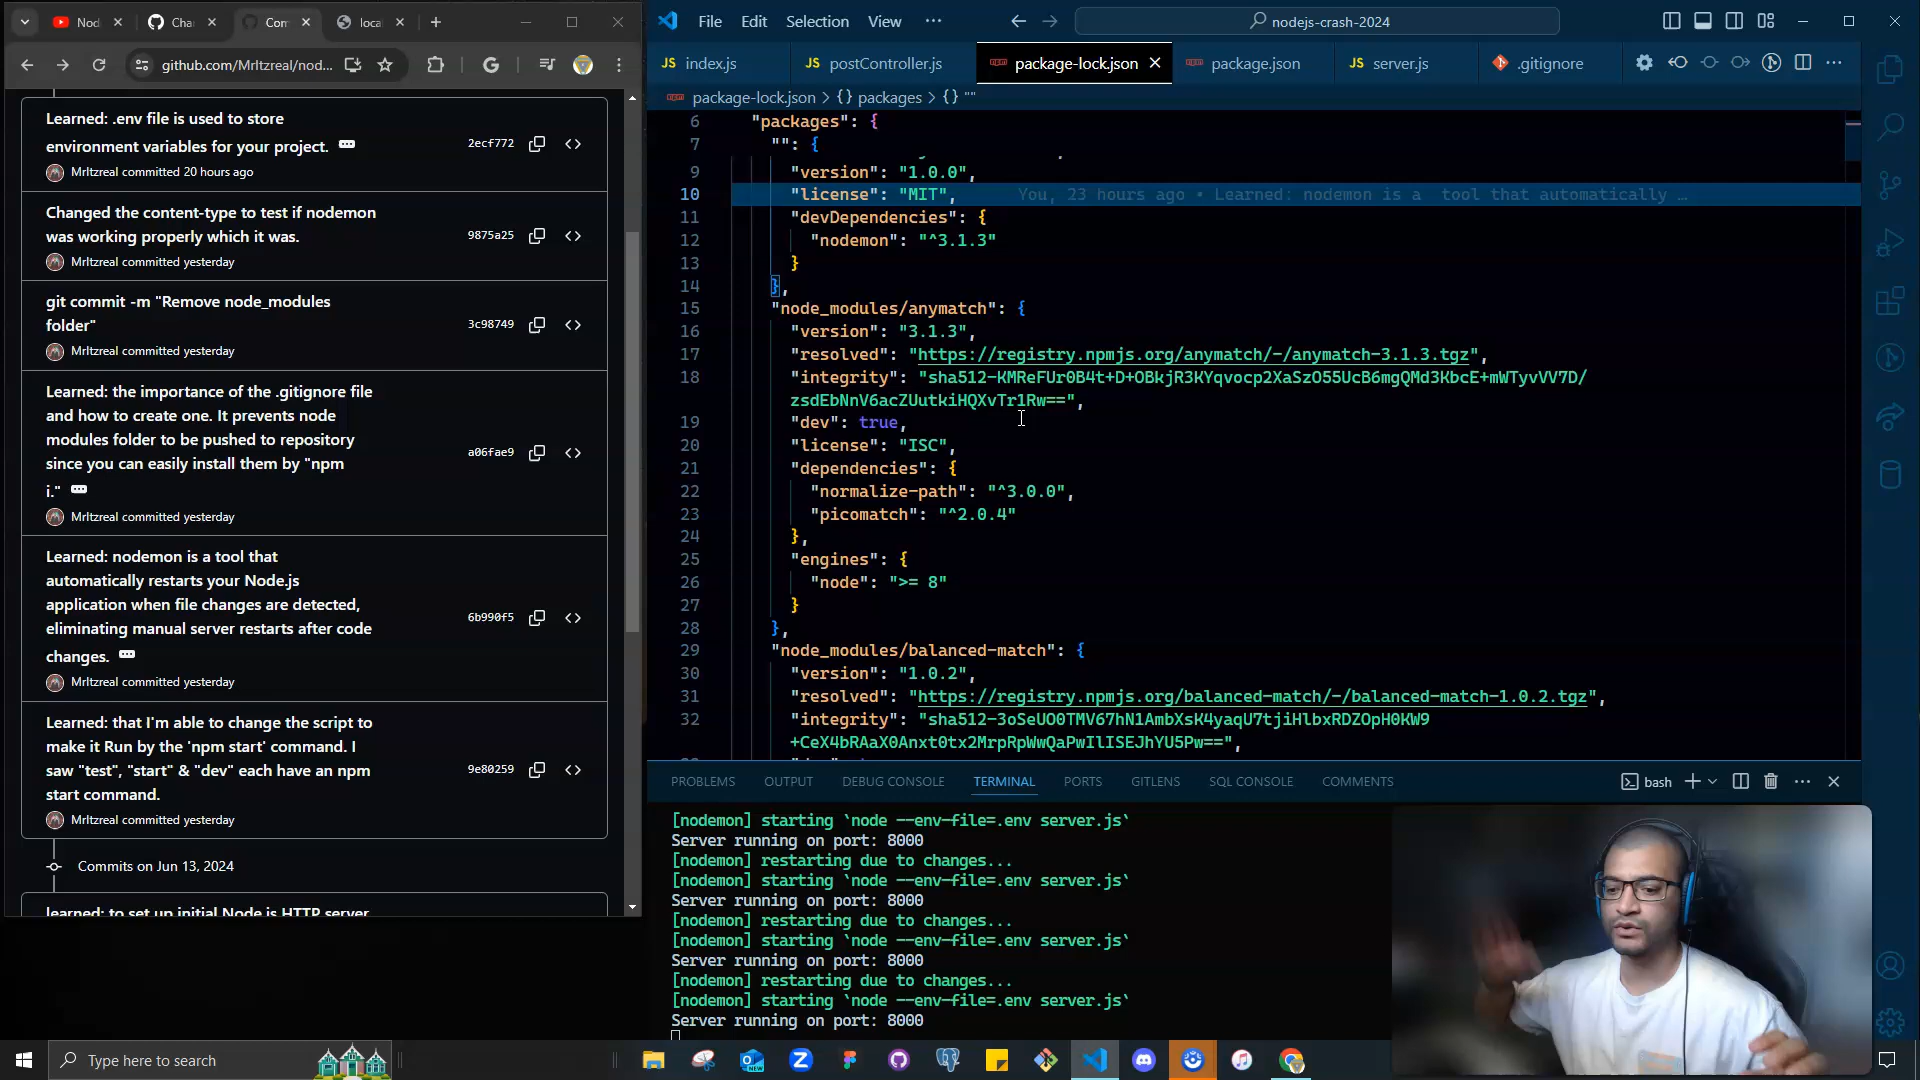 Nod
Cha
Con
loca
github.com/MrItzreal/nod...
Learned: .env file is used to store
environment variables for your project.
MrItzreal committed 20 hours ago
2ecf772
Changed the content-type to test if nodemon
was working properly which it was.
MrItzreal committed yesterday
9875a25
git commit -m "Remove node_modules
folder"
MrItzreal committed yesterday
3c98749
Learned: the importance of the .gitignore file
and how to create one. It prevents node
modules folder to be pushed to repository
since you can easily install them by "npm
i."
MrItzreal committed yesterday
a06fae9
Learned: nodemon is a tool that
automatically restarts your Node.js
application when file changes are detected,
eliminating manual server restarts after code
changes.
MrItzreal committed yesterday
6b990f5
Learned: that I'm able to change the script to
make it Run by the 'npm start' command. I
saw "test", "start" & "dev" each have an npm
start command.
MrItzreal committed yesterday
9e80259
Commits on Jun 13, 2024
learned: to set up initial Node is HTTP server
File Edit Selection View ...
nodejs-crash-2024
JS index.js
JS postController.js
package-lock.json
package.json
JS server.js
.gitignore
package-lock.json > {} packages > {} ""
6 "packages": {
7 "": {
9 "version": "1.0.0",
10 "license": "MIT", You, 23 hours ago • Learned: nodemon is a tool that automatically …
11 "devDependencies": {
12 "nodemon": "^3.1.3"
13 }
14 },
15 "node_modules/anymatch": {
16 "version": "3.1.3",
17 "resolved": "https://registry.npmjs.org/anymatch/-/anymatch-3.1.3.tgz",
18 "integrity": "sha512-KMReFUr0B4t+D+OBkjR3KYqvocp2XaSzO55UcB6mgQMd3KbcE+mWTyvVV7D/
zsdEbNnV6acZUutkiHQXvTr1Rw==",
19 "dev": true,
20 "license": "ISC",
21 "dependencies": {
22 "normalize-path": "^3.0.0",
23 "picomatch": "^2.0.4"
24 },
25 "engines": {
26 "node": ">= 8"
27 }
28 },
29 "node_modules/balanced-match": {
30 "version": "1.0.2",
31 "resolved": "https://registry.npmjs.org/balanced-match/-/balanced-match-1.0.2.tgz",
32 "integrity": "sha512-3oSeUO0TMV67hN1AmbXsK4yaqU7tjiHlbxRDZOpH0KW9
+CeX4bRAaX0Anxt0tx2MrpRpWwQaPwIlISEJhYU5Pw==",
PROBLEMS OUTPUT DEBUG CONSOLE TERMINAL PORTS GITLENS SQL CONSOLE COMMENTS
bash
[nodemon] starting `node --env-file=.env server.js`
Server running on port: 8000
[nodemon] restarting due to changes...
[nodemon] starting `node --env-file=.env server.js`
Server running on port: 8000
[nodemon] restarting due to changes...
[nodemon] starting `node --env-file=.env server.js`
Server running on port: 8000
[nodemon] restarting due to changes...
[nodemon] starting `node --env-file=.env server.js`
Server running on port: 8000
Type here to search